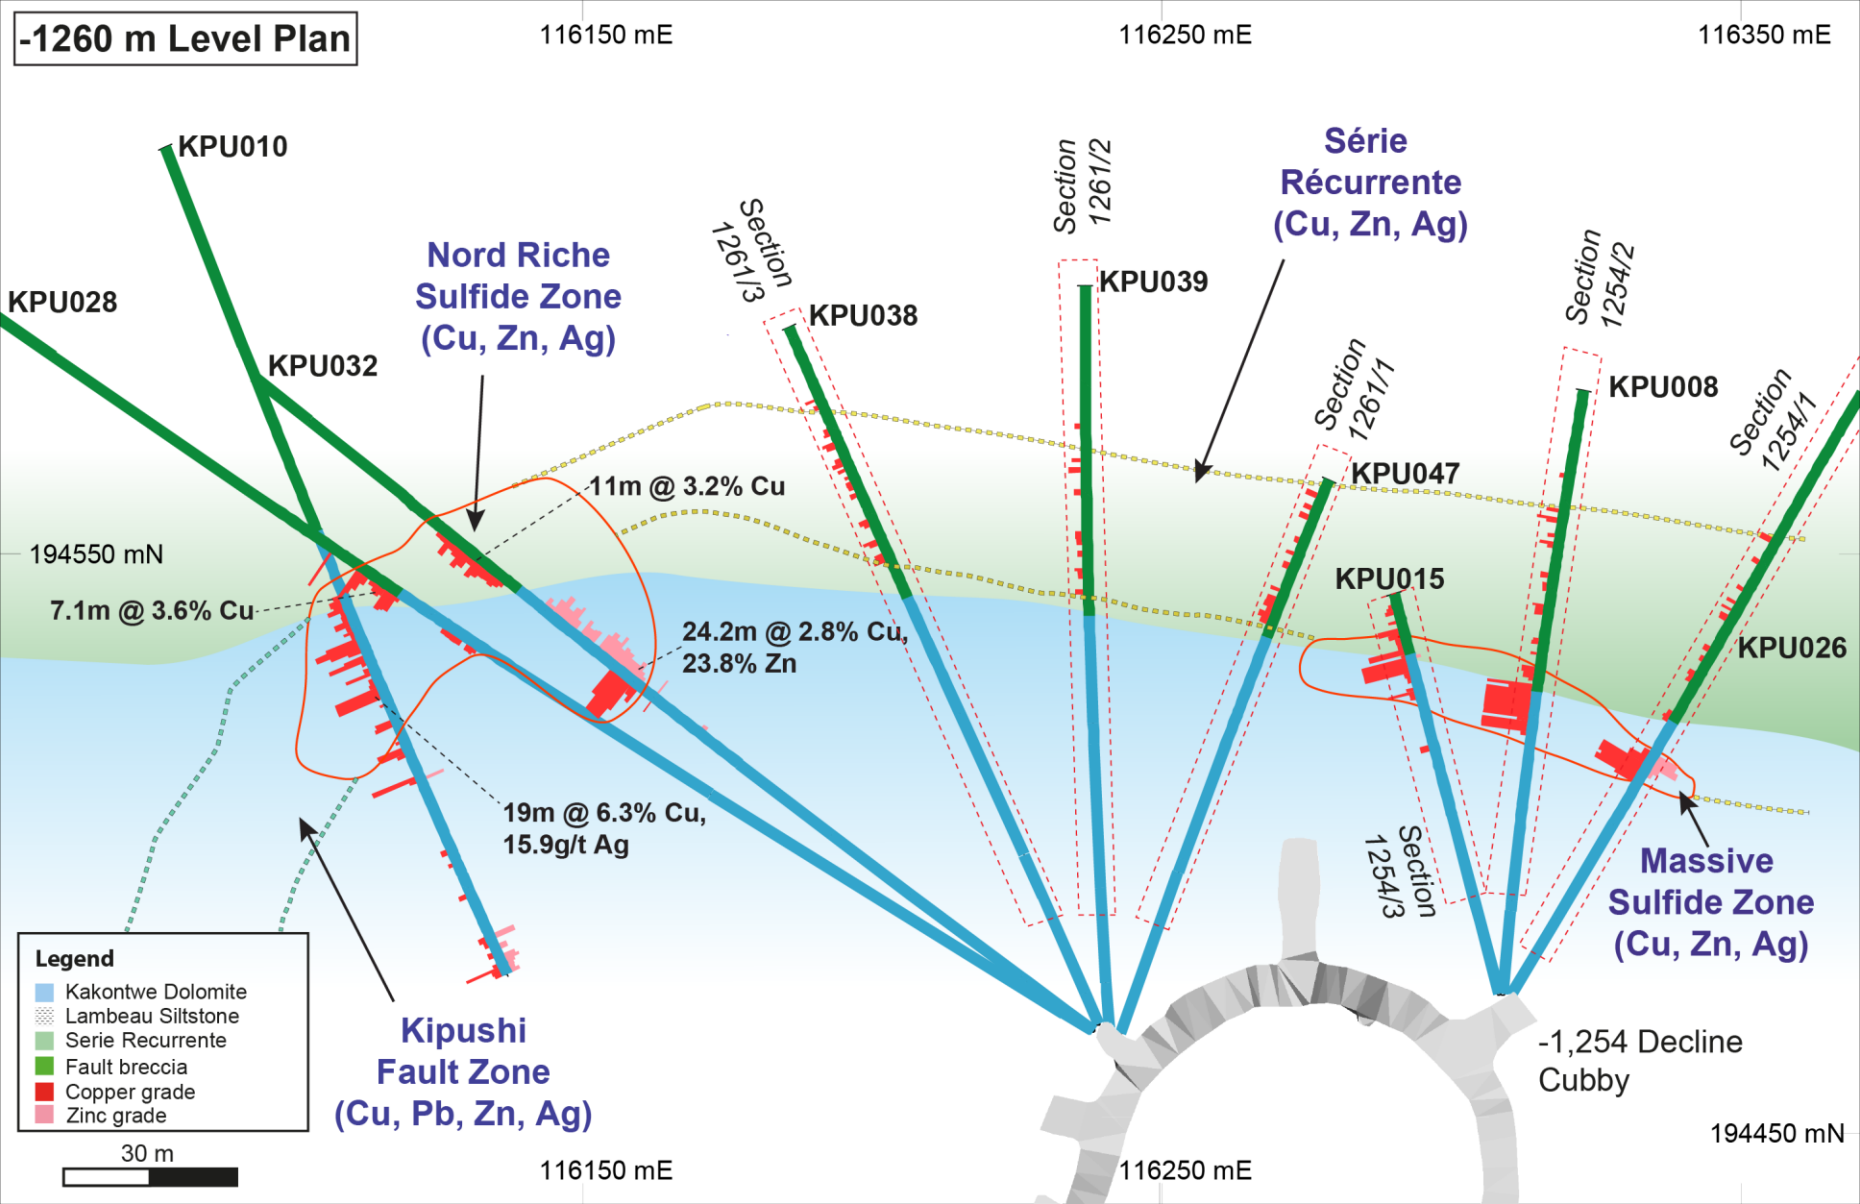 -1260 m Level Plan
116150 mE
116250 mE
116350 mE
KPU010
Nord Riche
Sulfide Zone
(Cu, Zn, Ag)
Section
1261/3
Section
1261/2
Série
Récurrente
(Cu, Zn, Ag)
Section
1254/2
KPU028
KPU032
KPU038
KPU039
Section
1261/1
KPU047
KPU008
Section
1254/1
11m @ 3.2% Cu
194550 mN
7.1m @ 3.6% Cu
KPU015
24.2m @ 2.8% Cu,
23.8% Zn
KPU026
19m @ 6.3% Cu,
15.9g/t Ag
Section
1254/3
Massive
Sulfide Zone
(Cu, Zn, Ag)
Legend
Kakontwe Dolomite
Lambeau Siltstone
Serie Recurrente
Fault breccia
Copper grade
Zinc grade
30 m
Kipushi
Fault Zone
(Cu, Pb, Zn, Ag)
-1,254 Decline
Cubby
194450 mN
116150 mE
116250 mE